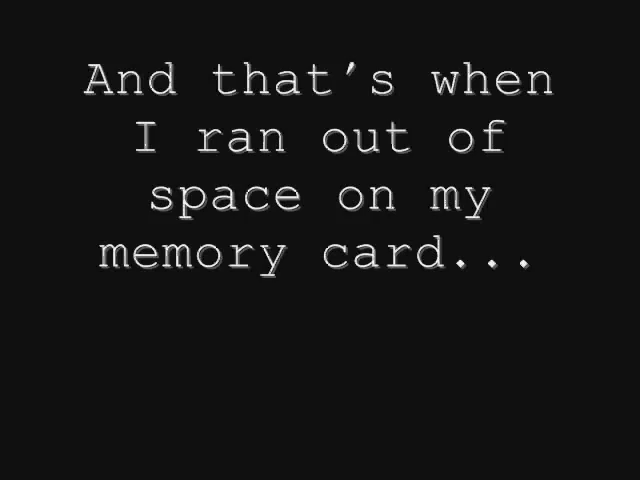 And that's when
I ran out of
space on my
memory card...